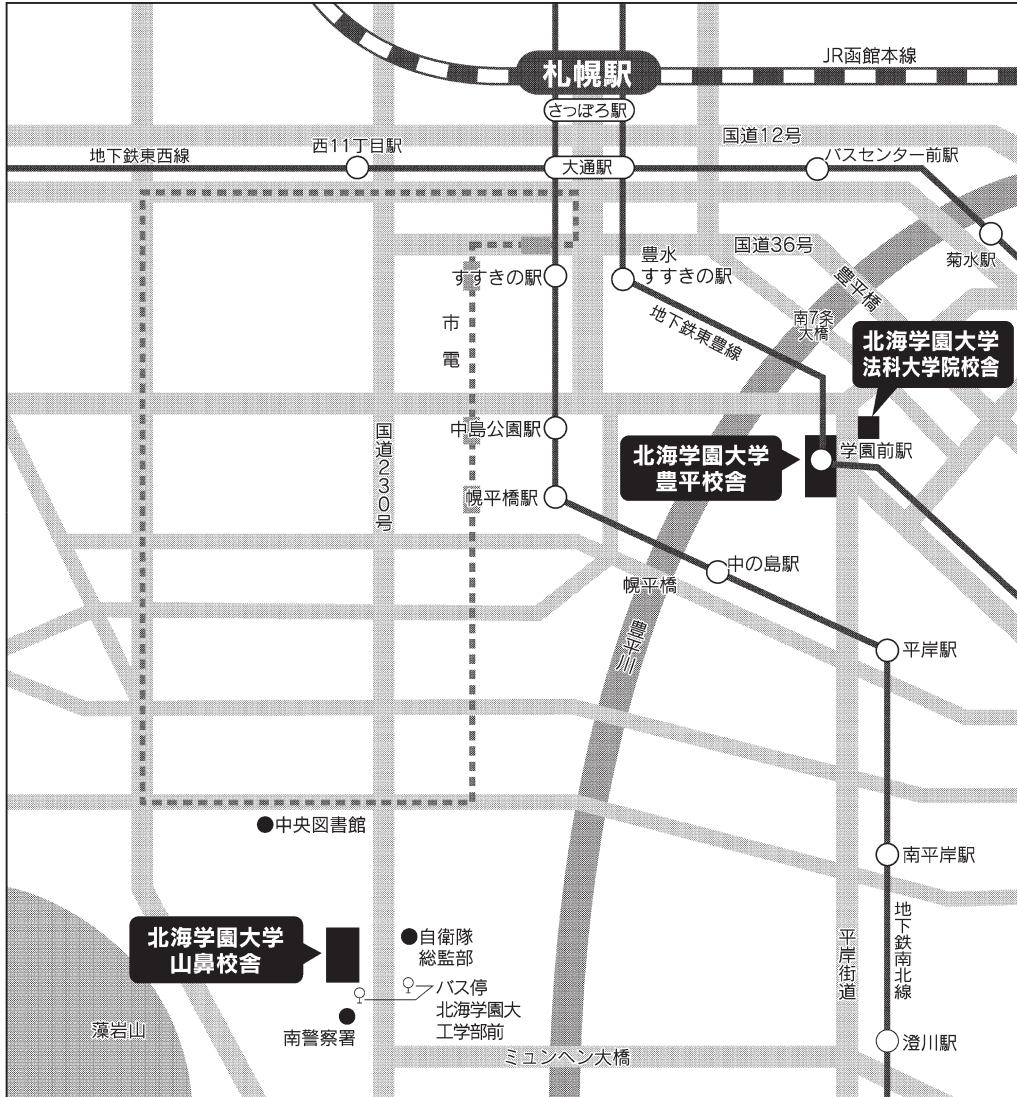 JR函館本線
札幌駅
さっぽろ駅
国道12号
西11丁目駅
地下鉄東西線
大通駅
バスセンター前駅
国道36号
豊水
すすきの駅
菊水駅
すすきの駅
豊平橋
南7条
大橋
地下鉄東豊線
市電
北海学園大学
法科大学院校舎
中島公園駅
国道230号
北海学園大学
豊平校舎
学園前駅
幌平橋駅
中の島駅
幌平橋
豊平川
平岸駅
中央図書館
南平岸駅
北海学園大学
山鼻校舎
自衛隊
総監部
地下鉄南北線
平岸街道
バス停
北海学園大
工学部前
藻岩山
南警察署
澄川駅
ミュンヘン大橋